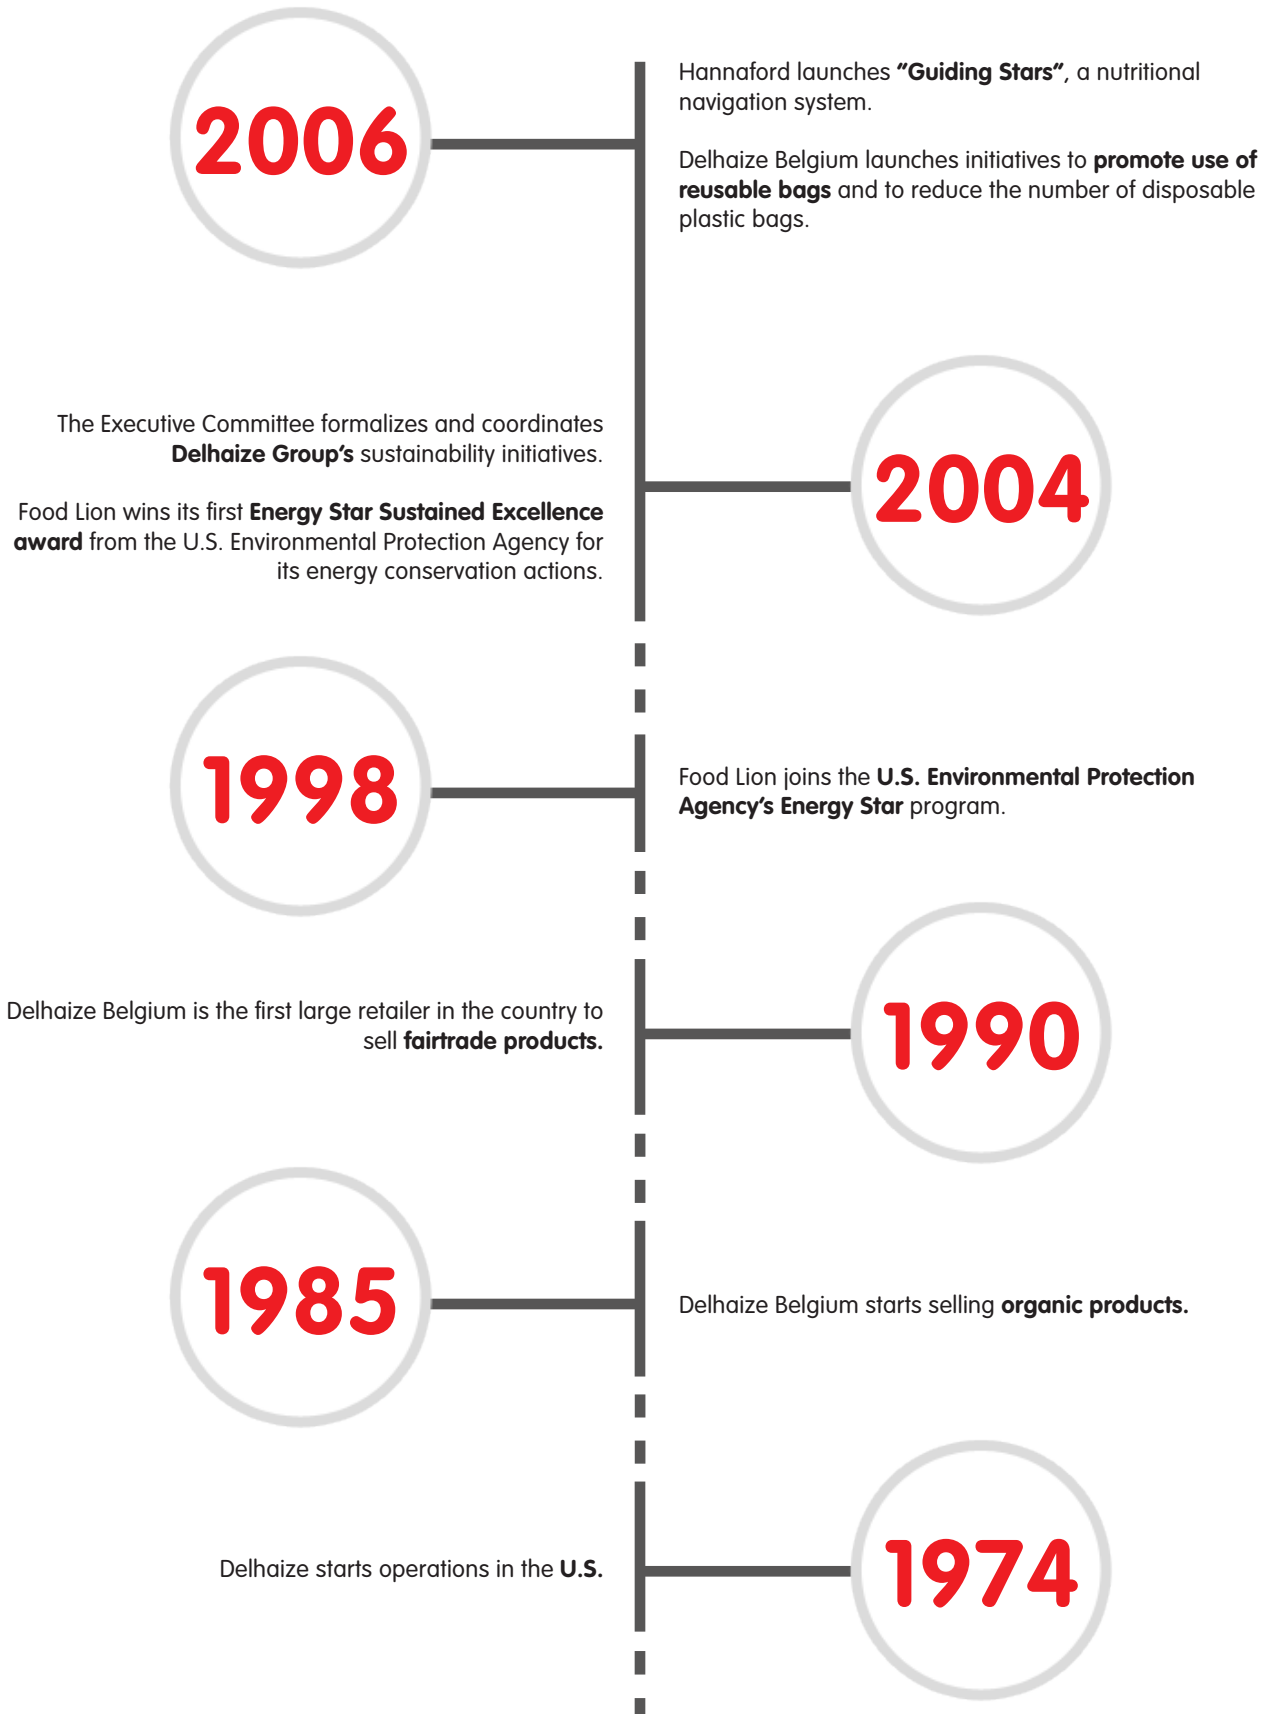 2006
Hannaford launches “Guiding Stars”, a nutritional
navigation system.
Delhaize Belgium launches initiatives to promote use of
reusable bags and to reduce the number of disposable
plastic bags.
The Executive Committee formalizes and coordinates
Delhaize Group’s sustainability initiatives.
Food Lion wins its first Energy Star Sustained Excellence
award from the U.S. Environmental Protection Agency for
its energy conservation actions.
2004
1998
Food Lion joins the U.S. Environmental Protection
Agency’s Energy Star program.
Delhaize Belgium is the first large retailer in the country to
sell fairtrade products.
1990
1985
Delhaize Belgium starts selling organic products.
Delhaize starts operations in the U.S.
1974